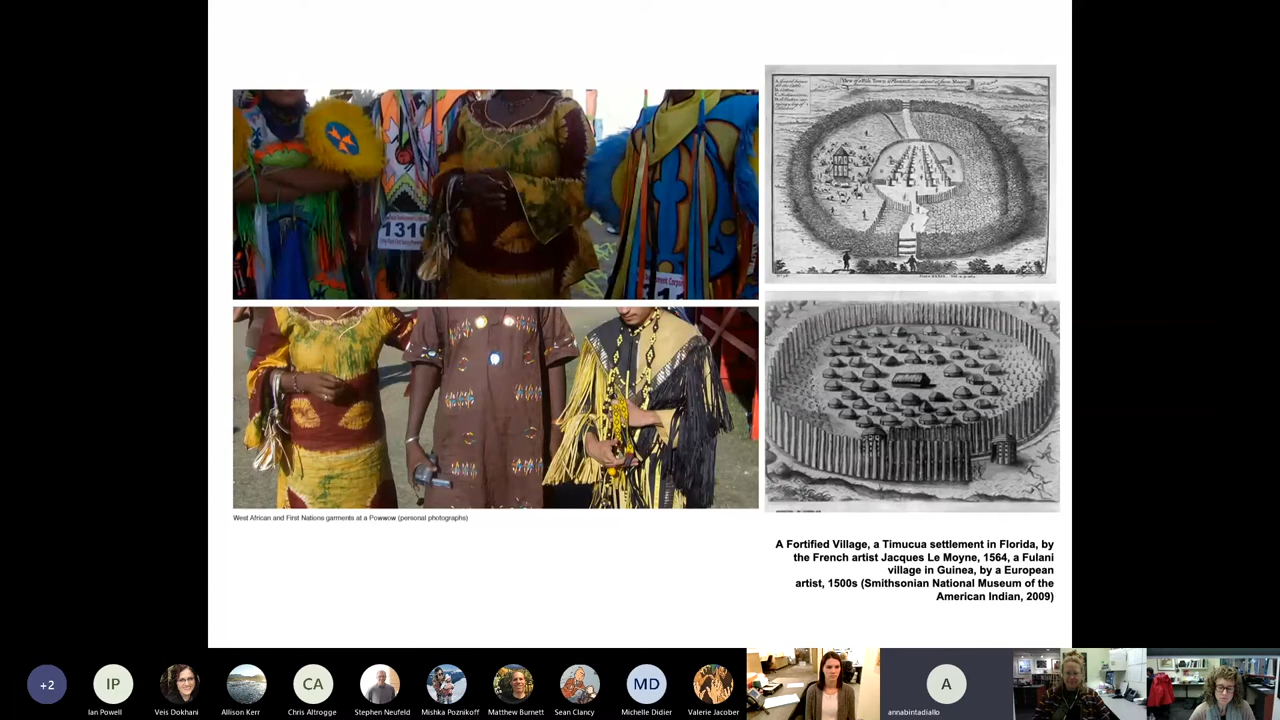 1310
West African and First Nations garments at a Powwow (personal photographs)
A Fortified Village, a Timucua settlement in Florida, by
the French artist Jacques Le Moyne, 1564, a Fulani
village in Guinea, by a European
artist, 1500s (Smithsonian National Museum of the
American Indian, 2009)
+2
IP
CA
MD
A
Ian Powell
Veis Dokhani
Allison Kerr
Chris Altrogge
Stephen Neufeld
Mishka Poznikoff
Matthew Burnett
Sean Clancy
Michelle Didier
Valerie Jacober
annabintadiallo